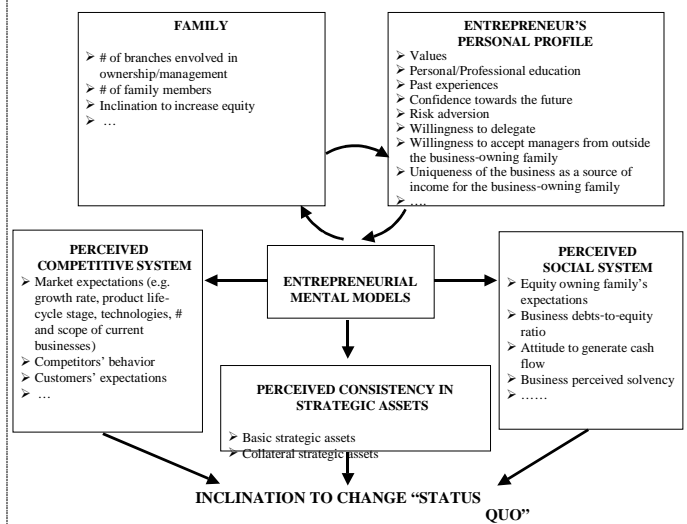 FAMILY
➢ # of branches envolved in
ownership/management
➢ # of family members
➢ Inclination to increase equity
➢ …
ENTREPRENEUR’S
PERSONAL PROFILE
➢ Values
➢ Personal/Professional education
➢ Past experiences
➢ Confidence towards the future
➢ Risk adversion
➢ Willingness to delegate
➢ Willingness to accept managers from outside
the business-owning family
➢ Uniqueness of the business as a source of
income for the business-owning family
➢ ….
PERCEIVED
COMPETITIVE SYSTEM
➢ Market expectations (e.g.
growth rate, product life-
cycle stage, technologies, #
and scope of current
businesses)
➢ Competitors’ behavior
➢ Customers’ expectations
➢ …
ENTREPRENEURIAL
MENTAL MODELS
PERCEIVED
SOCIAL SYSTEM
➢ Equity owning family’s
expectations
➢ Business debts-to-equity
ratio
➢ Attitude to generate cash
flow
➢ Business perceived solvency
➢ ……
PERCEIVED CONSISTENCY IN
STRATEGIC ASSETS
➢ Basic strategic assets
➢ Collateral strategic assets
INCLINATION TO CHANGE “STATUS
QUO”